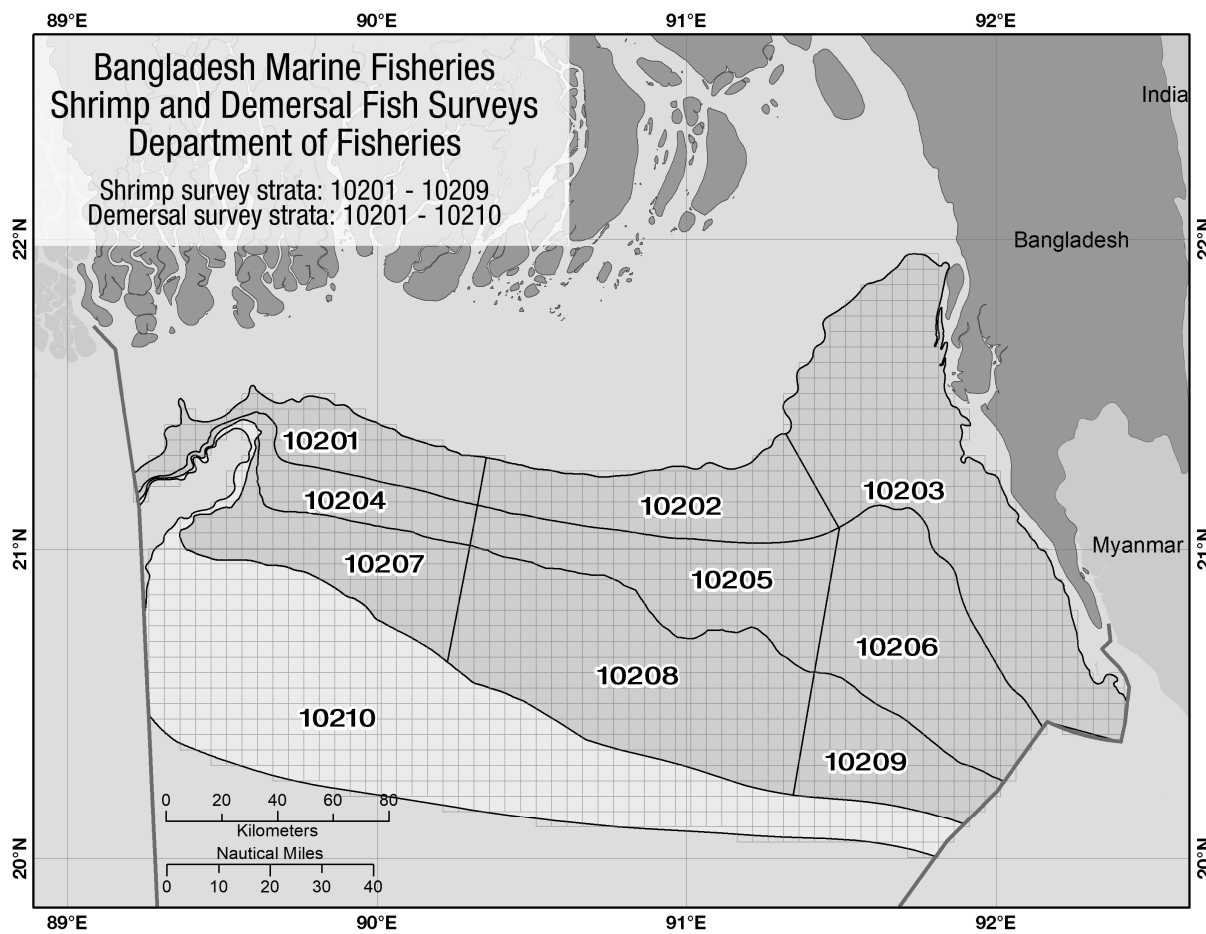 89°E 90°E 91°E 92°E
Bangladesh Marine Fisheries
Shrimp and Demersal Fish Surveys
Department of Fisheries
Shrimp survey strata: 10201 - 10209
Demersal survey strata: 10201 - 10210
India
22°N
Bangladesh
22°N
10201
10204
10202
10203
21°N
Myanmar
21°N
10207
10205
10206
10208
10210
10209
0 20 40 60 80
Kilometers
Nautical Miles
0 10 20 30 40
20°N
20°N
89°E 90°E 91°E 92°E